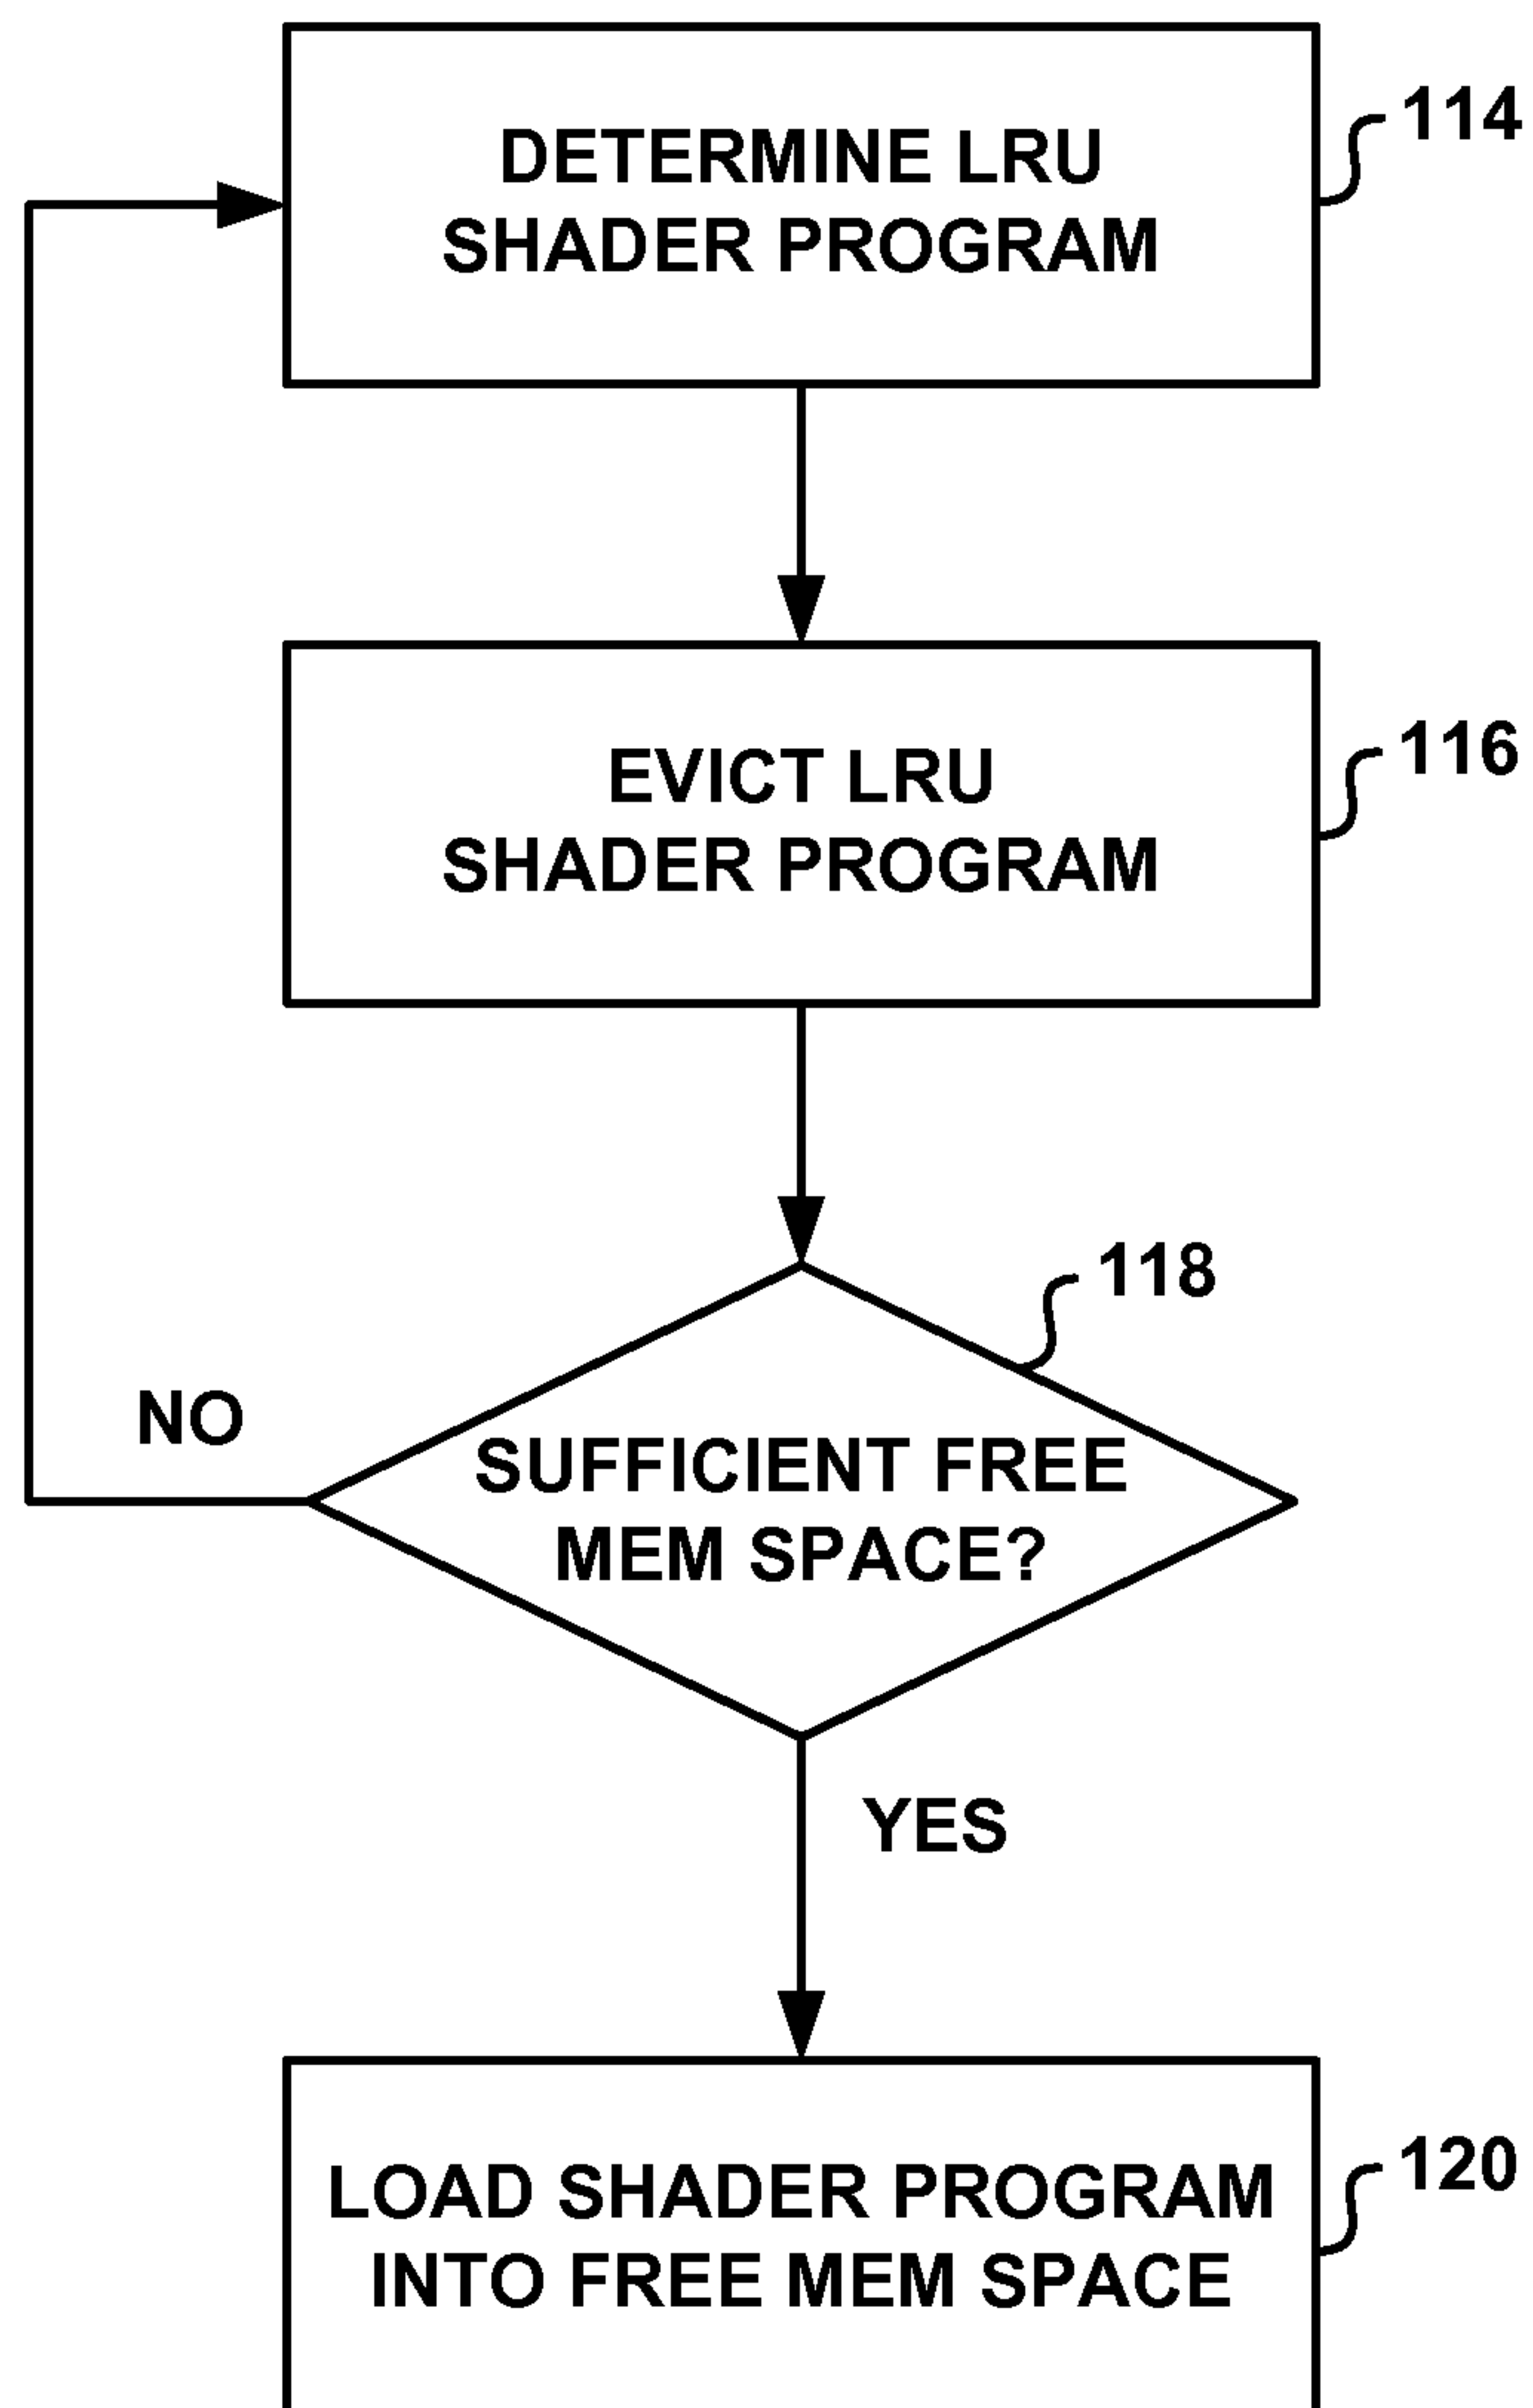 114
DETERMINE LRU
SHADER PROGRAM
116
EVICT LRU
SHADER PROGRAM
118
NO
SUFFICIENT FREE
MEM SPACE?
YES
120
LOAD SHADER PROGRAM
INTO FREE MEM SPACE